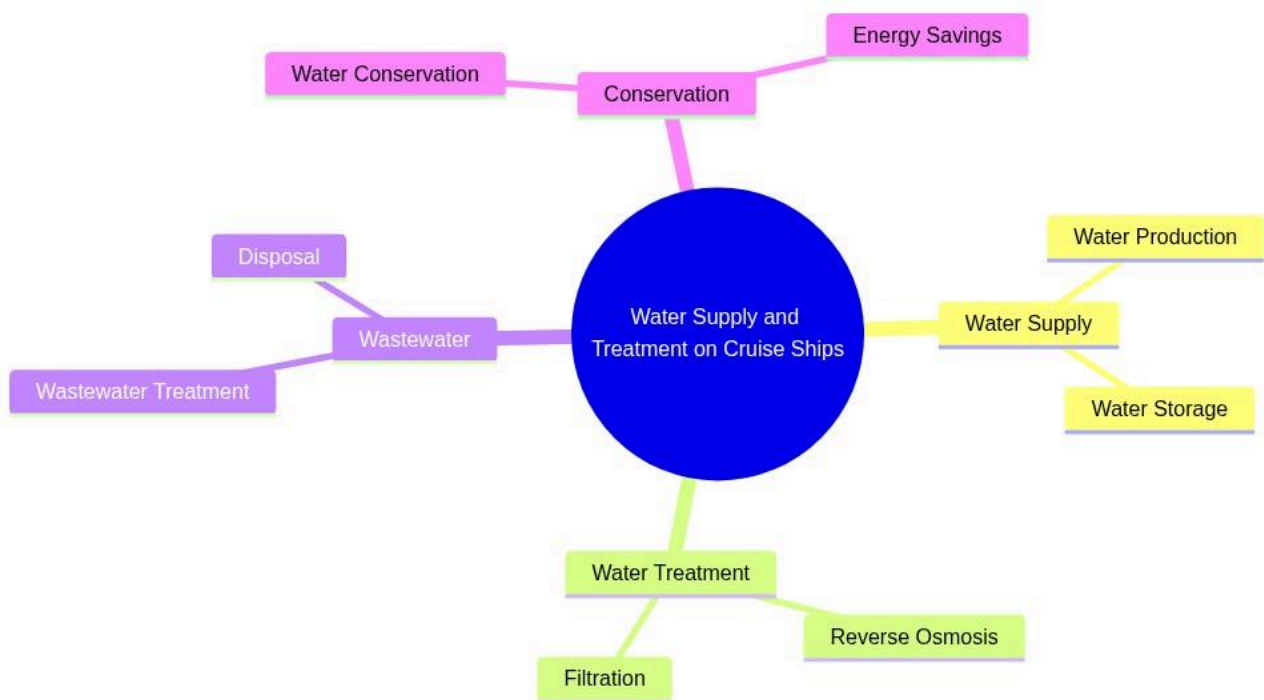 Energy Savings
Water Conservation
Conservation
Water Production
Disposal
Water Supply and
Treatment on Cruise Ships
Water Supply
Wastewater
Wastewater Treatment
Water Storage
Water Treatment
Reverse Osmosis
Filtration